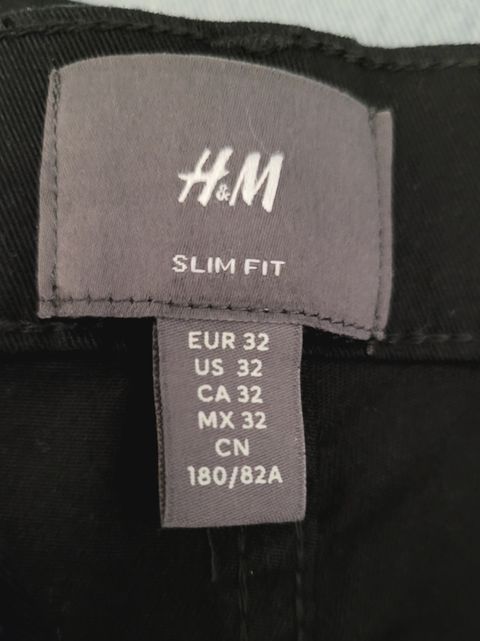 H&M
SLIM FIT
EUR 32
US 32
CA 32
MX 32
CN
180/82A